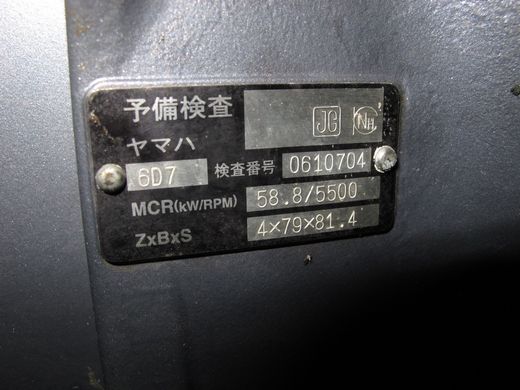 予備検査 JG NH
ヤマハ
6D7 検査番号 0610704
MCR(kW/RPM) 58.8/5500
ZxBxS 4×79×81.4